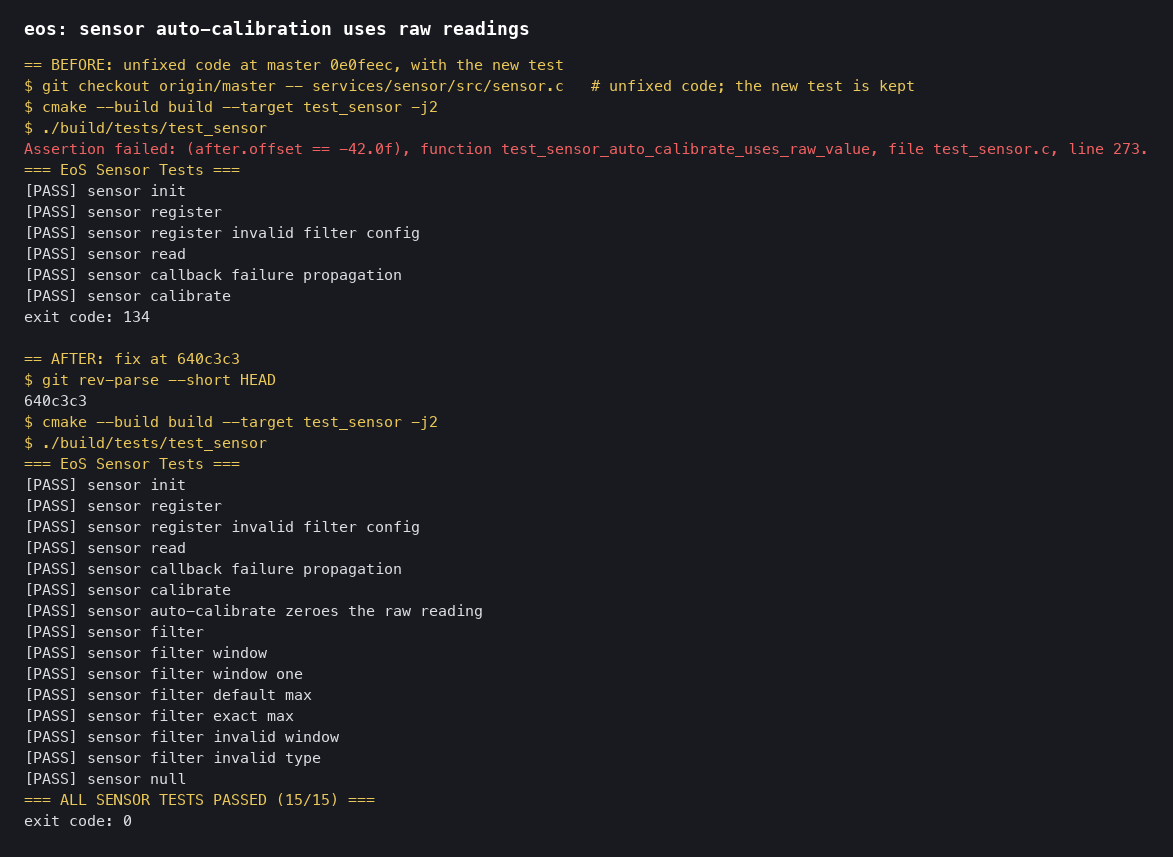 eos: sensor auto-calibration uses raw readings
== BEFORE: unfixed code at master 0e0feec, with the new test
$ git checkout origin/master -- services/sensor/src/sensor.c   # unfixed code; the new test is kept
$ cmake --build build --target test_sensor -j2
$ ./build/tests/test_sensor
Assertion failed: (after.offset == -42.0f), function test_sensor_auto_calibrate_uses_raw_value, file test_sensor.c, line 273.
=== EoS Sensor Tests ===
[PASS] sensor init
[PASS] sensor register
[PASS] sensor register invalid filter config
[PASS] sensor read
[PASS] sensor callback failure propagation
[PASS] sensor calibrate
exit code: 134
== AFTER: fix at 640c3c3
$ git rev-parse --short HEAD
640c3c3
$ cmake --build build --target test_sensor -j2
$ ./build/tests/test_sensor
=== EoS Sensor Tests ===
[PASS] sensor init
[PASS] sensor register
[PASS] sensor register invalid filter config
[PASS] sensor read
[PASS] sensor callback failure propagation
[PASS] sensor calibrate
[PASS] sensor auto-calibrate zeroes the raw reading
[PASS] sensor filter
[PASS] sensor filter window
[PASS] sensor filter window one
[PASS] sensor filter default max
[PASS] sensor filter exact max
[PASS] sensor filter invalid window
[PASS] sensor filter invalid type
[PASS] sensor null
=== ALL SENSOR TESTS PASSED (15/15) ===
exit code: 0